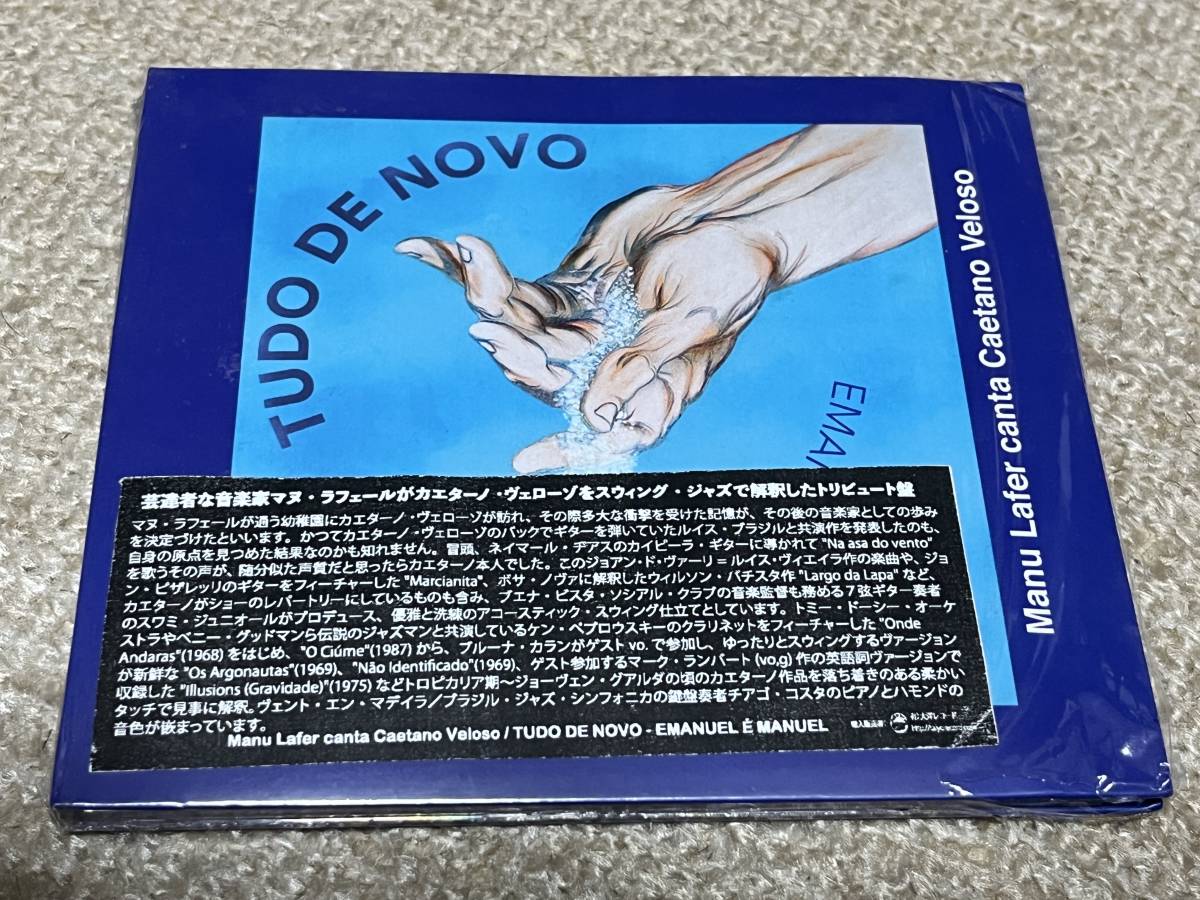 TUDO DE NOVO
EMA
Manu Lafer canta Caetano Veloso
芸達者な音楽家マヌ・ラフェールがカエターノ・ヴェローゾをスウィング・ジャズで解釈したトリビュート盤
マヌ・ラフェールが通う幼稚園にカエターノ・ヴェローゾが訪れ、その際多大な衝撃を受けた記憶が、その後の音楽家としての歩み
を決定づけたといいます。かつてカエターノ・ヴェローゾのバックでギターを弾いていたルイス・ブラジルと共演作を発表したのも、
自身の原点を見つめた結果なのかも知れません。冒頭、ネイマール・ヂアスのカイピーラ・ギターに導かれて "Na asa do vento"
を歌うその声が、随分似た声質だと思ったらカエターノ本人でした。このジョアン・ド・ヴァーリ=ルイス・ヴィエイラ作の楽曲や、ジョ
ン・ピザレッリのギターをフィーチャーした "Marcianita"、ボサ・ノヴァに解釈したウィルソン・バチスタ作 "Largo da Lapa" など、
カエターノがショーのレパートリーにしているものも含み、ブエナ・ビスタ・ソシアル・クラブの音楽監督も務める7弦ギター奏者
のスワミ・ジュニオールがプロデュース、優雅と洗練のアコースティック・スウィング仕立てとしています。トミー・ドーシー・オーケ
ストラやベニー・グッドマンら伝説のジャズマンと共演しているケン・ペプロウスキーのクラリネットをフィーチャーした "Onde
Andaras"(1968) をはじめ、"O Ciúme"(1987) から、ブルーナ・カランがゲスト vo. で参加し、ゆったりとスウィングするヴァージョン
が新鮮な "Os Argonautas"(1969)、"Não Identificado"(1969)、ゲスト参加するマーク・ランバート(vo,g) 作の英語詞ヴァージョンで
収録した "Illusions (Gravidade)"(1975) などトロピカリア期〜ジョーヴェン・グアルダの頃のカエターノ作品を落ち着きのある柔かい
タッチで見事に解釈。ヴェント・エン・マデイラ/ブラジル・ジャズ・シンフォニカの鍵盤奏者チアゴ・コスタのピアノとハモンドの
音色が嵌まっています。
Manu Lafer canta Caetano Veloso / TUDO DE NOVO - EMANUEL É MANUEL